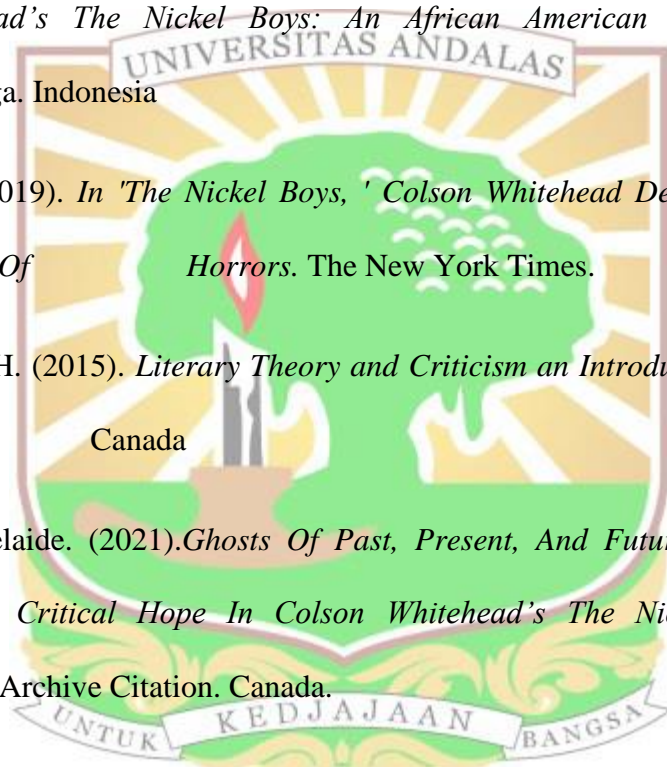 ad’s The Nickel Boys: An African American
UNIVERSITAS ANDALAS
ga. Indonesia
019). In 'The Nickel Boys, ' Colson Whitehead De
Of Horrors. The New York Times.
H. (2015). Literary Theory and Criticism an Introdu
Canada
elaide. (2021).Ghosts Of Past, Present, And Futur
Critical Hope In Colson Whitehead’s The Ni
Archive Citation. Canada.
UNTUK KEDJAJAAN BANGSA